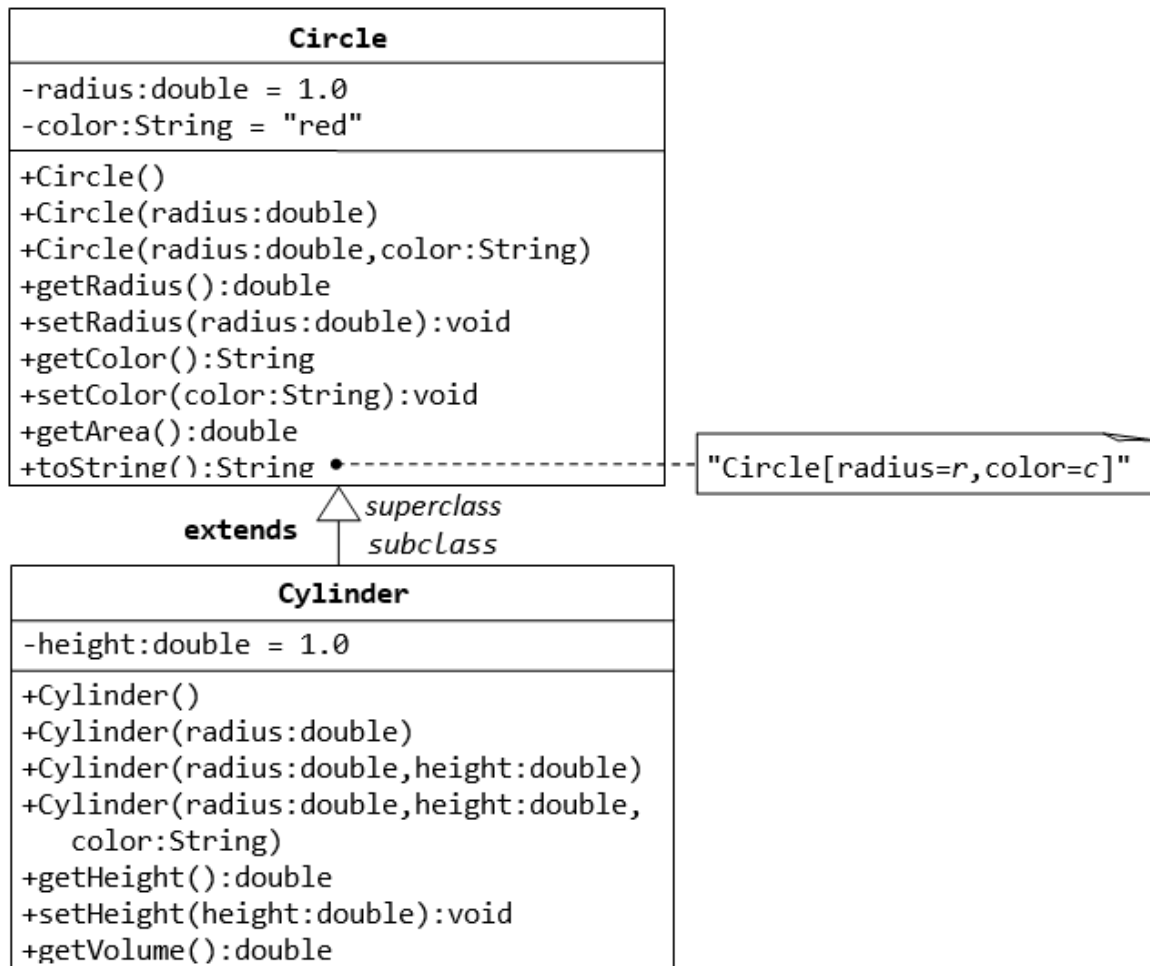 Circle
-radius:double = 1.0
-color:String = "red"
+Circle()
+Circle(radius:double)
+Circle(radius:double,color:String)
+getRadius():double
+setRadius(radius:double):void
+getColor():String
+setColor(color:String):void
+getArea():double
+toString():String
"Circle[radius=r,color=c]"
superclass
extends
subclass
Cylinder
-height:double = 1.0
+Cylinder()
+Cylinder(radius:double)
+Cylinder(radius:double,height:double)
+Cylinder(radius:double,height:double,
color:String)
+getHeight():double
+setHeight(height:double):void
+getVolume():double